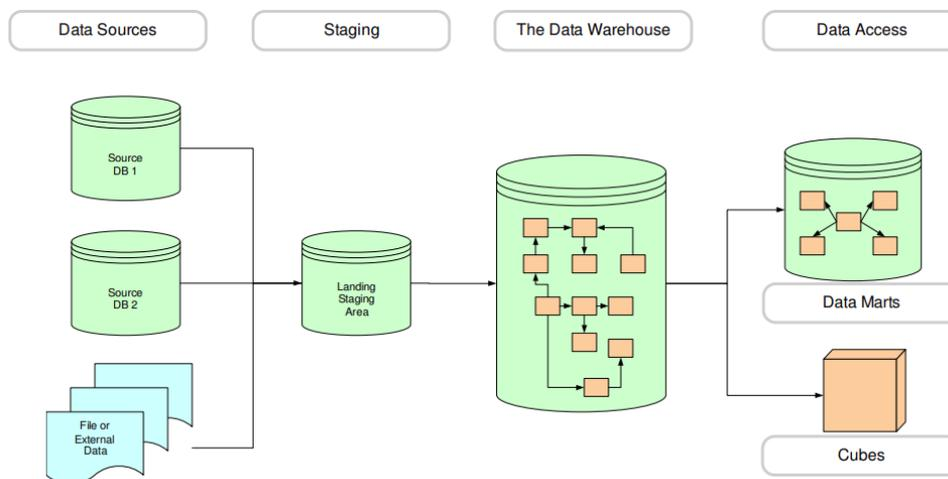 Data Sources
Staging
The Data Warehouse
Data Access
Source
DB 1
Source
DB 2
File or
External
Data
Landing
Staging
Area
Data Marts
Cubes